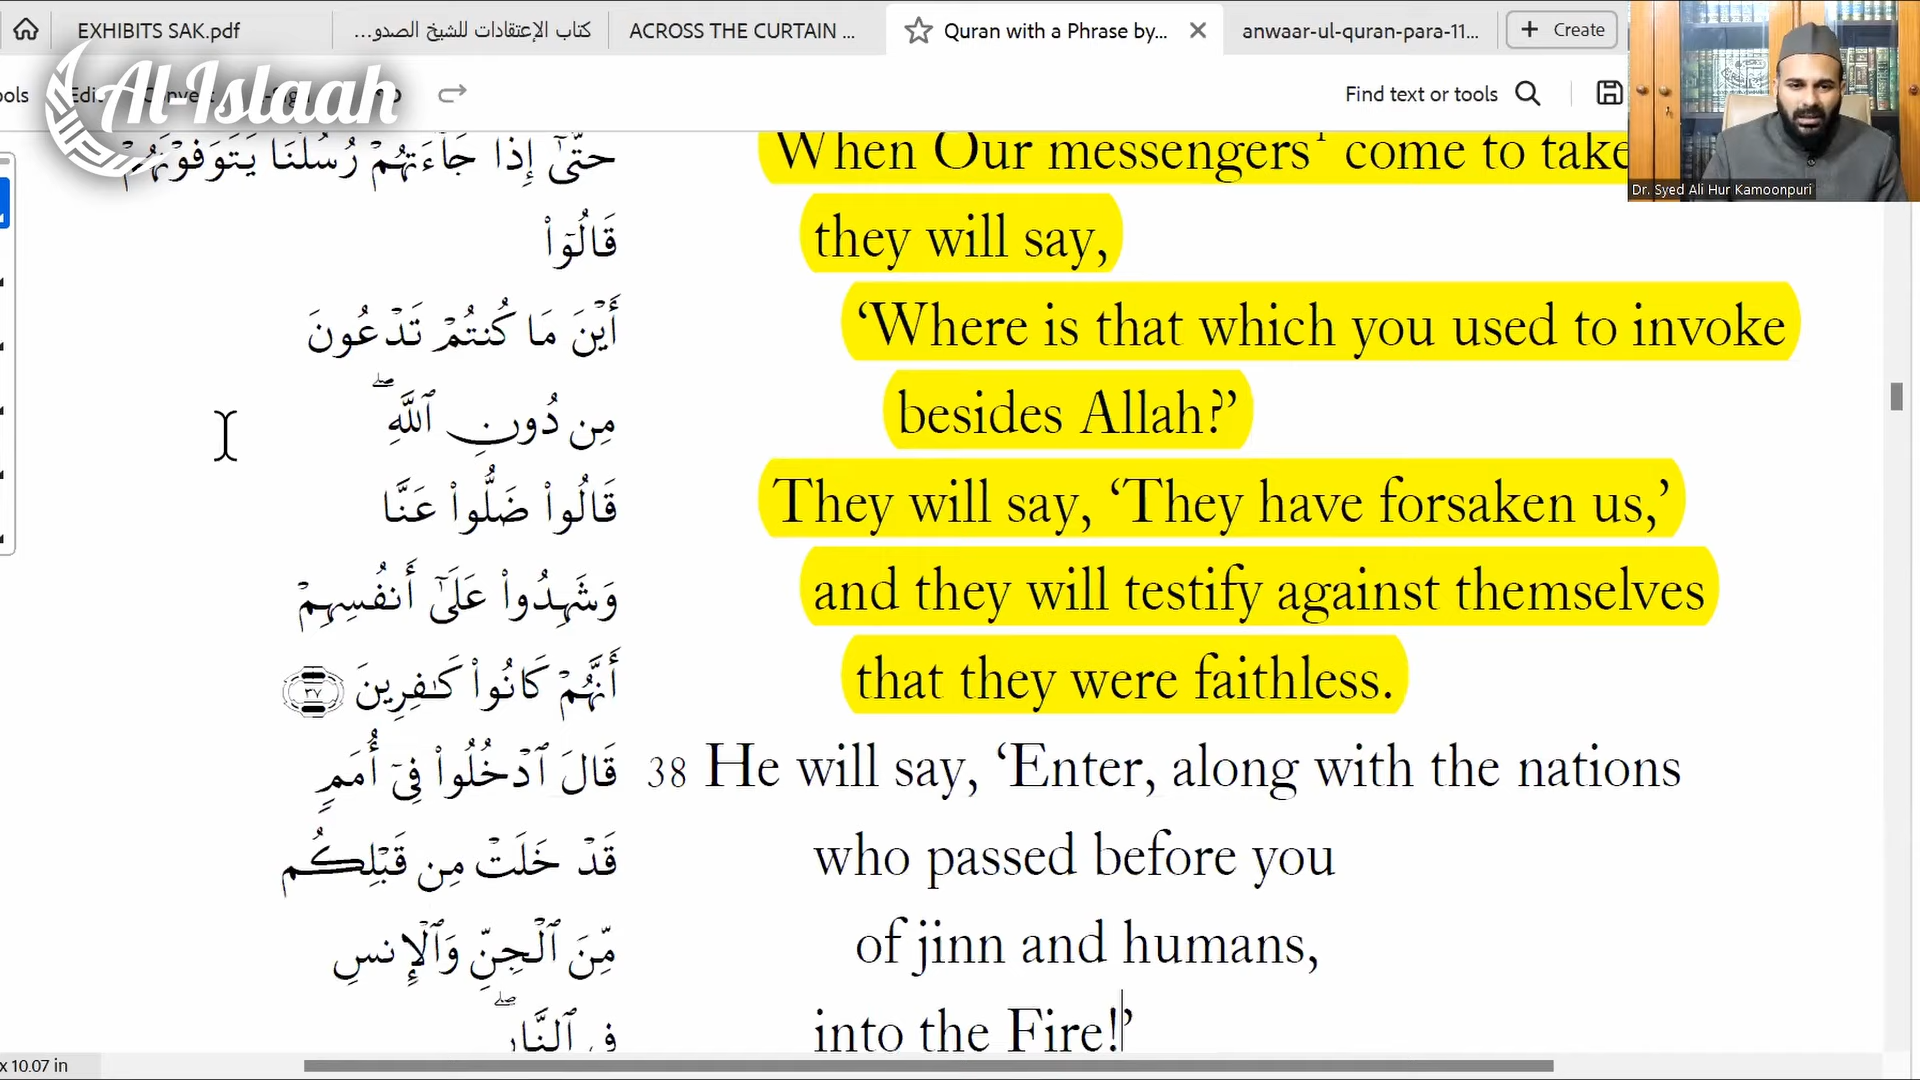 EXHIBITS SAK.pdf
كتاب الإعتقادات للشيخ الصدو...
ACROSS THE CURTAIN ...
Quran with a Phrase by...
anwaar-ul-quran-para-11...
Create
Al-Islaah
Find text or tools
Dr. Syed Ali Hur Kamoonpuri
حَتَّىٰٓ إِذَا جَآءَتْهُمْ رُسُلُنَا يَتَوَفَّوْنَهُمْ
When Our messengers¹ come to take
قَالُوٓا۟
they will say,
أَيْنَ مَا كُنتُمْ تَدْعُونَ
‘Where is that which you used to invoke
مِن دُونِ ٱللَّهِ ۖ
besides Allah?’
قَالُوا۟ ضَلُّوا۟ عَنَّا
They will say, ‘They have forsaken us,’
وَشَهِدُوا۟ عَلَىٰٓ أَنفُسِهِمْ
and they will testify against themselves
أَنَّهُمْ كَانُوا۟ كَـٰفِرِينَ ٣٧
that they were faithless.
قَالَ ٱدْخُلُوا۟ فِىٓ أُمَمٍ
38 He will say, ‘Enter, along with the nations
قَدْ خَلَتْ مِن قَبْلِكُم
who passed before you
مِّنَ ٱلْجِنِّ وَٱلْإِنسِ
of jinn and humans,
فِى ٱلنَّارِ ۖ
into the Fire!’
x 10.07 in